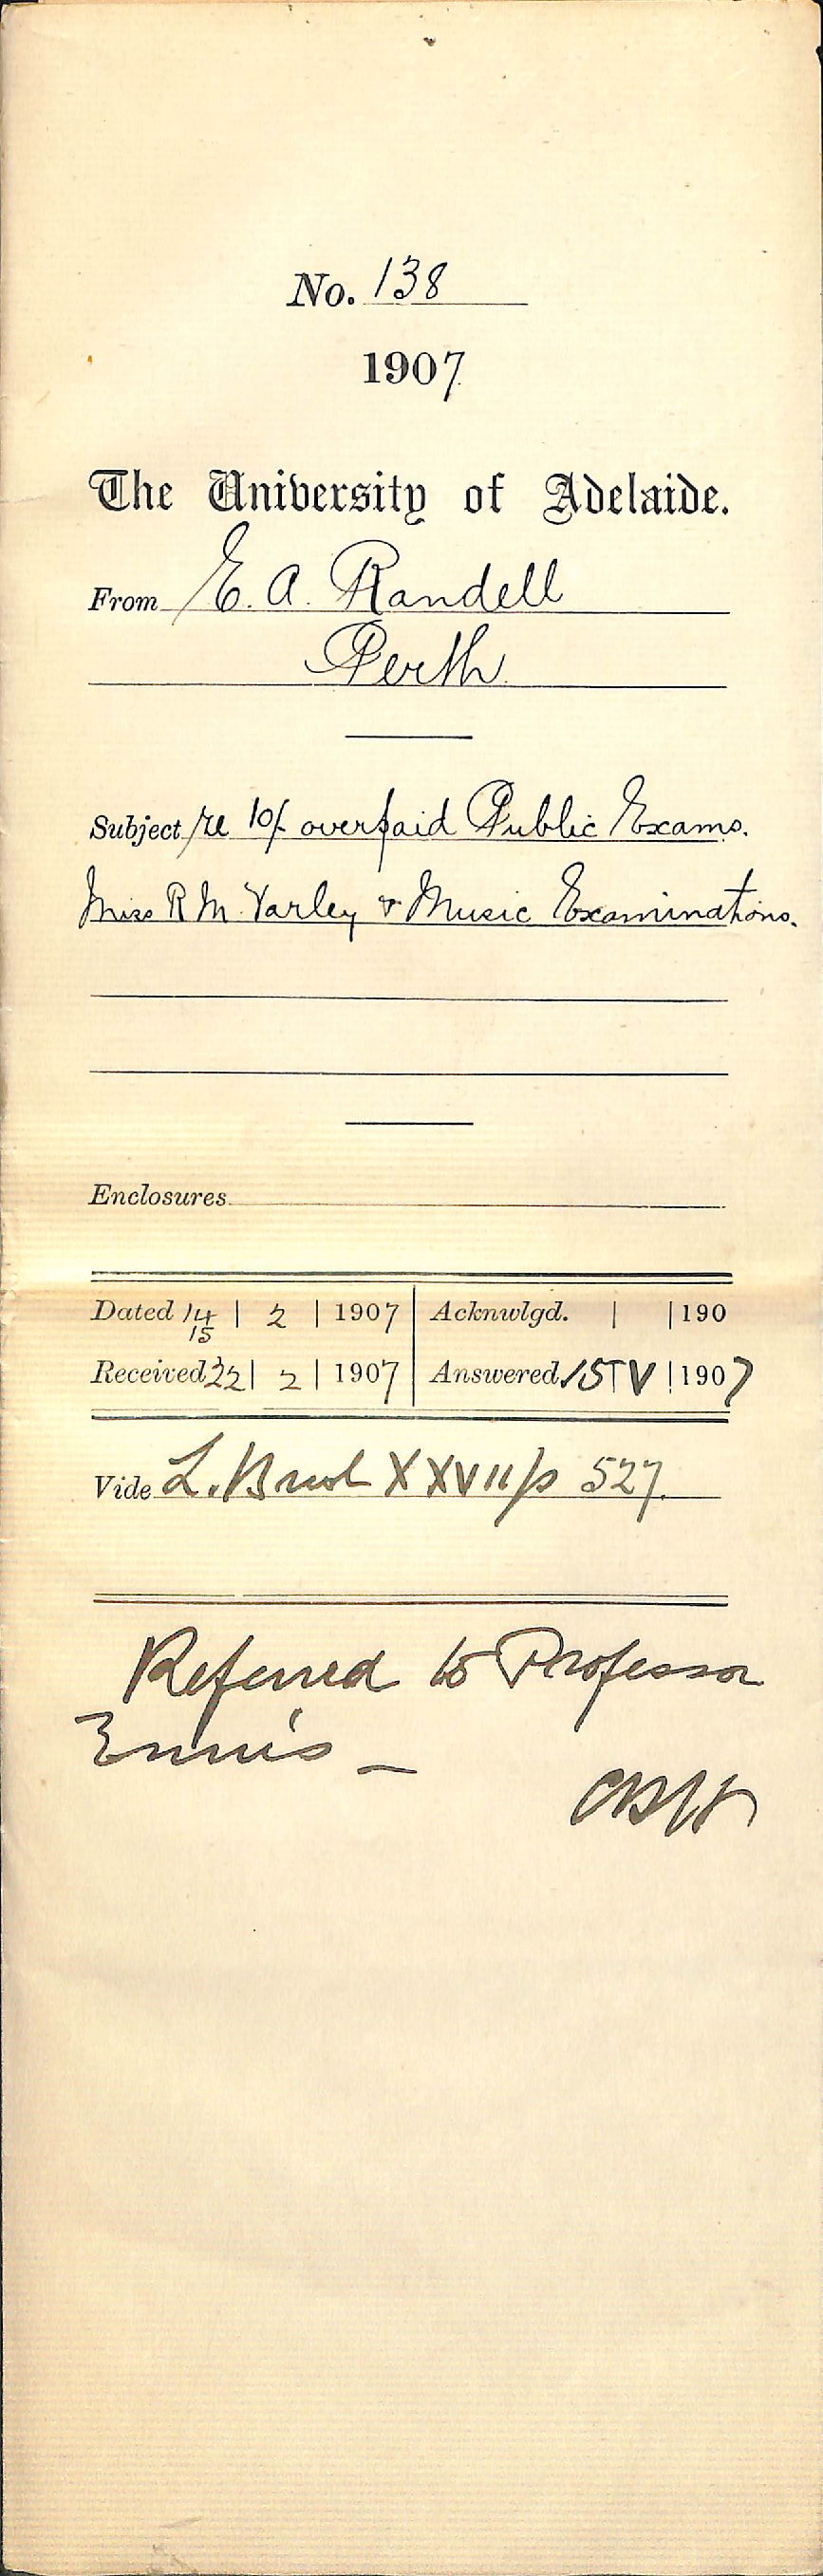 No. 138
1907
The University of Adelaide.
From E. A. Randell
Perth
Subject re 10/- overpaid Public Exams.
Miss R M Varley & Music Examinations.
Enclosures
Dated 14 | 2 | 1907 Acknwlgd. | | 190
15
Received 22 | 2 | 1907 Answered 15 IV | 1907
Vide L. Book XXVII p 527.
Referred to Professor
Ennis –